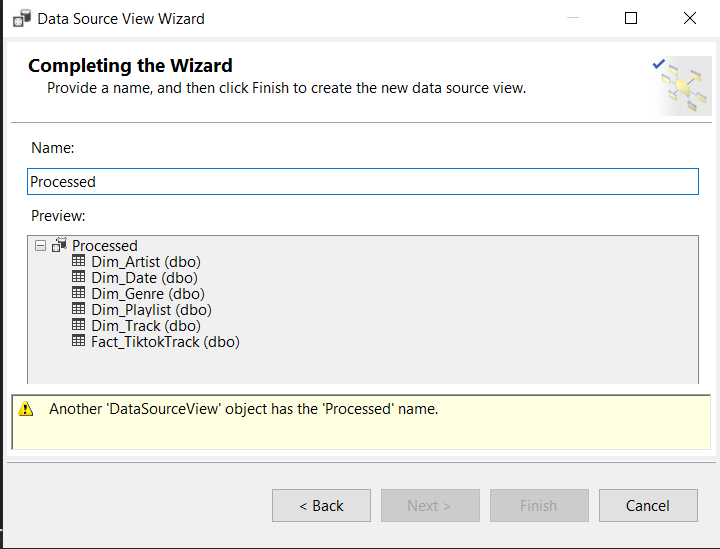 Data Source View Wizard
Completing the Wizard
Provide a name, and then click Finish to create the new data source view.
Name:
Processed
Preview:
Processed
Dim_Artist (dbo)
Dim_Date (dbo)
Dim_Genre (dbo)
Dim_Playlist (dbo)
Dim_Track (dbo)
Fact_TiktokTrack (dbo)
Another 'DataSourceView' object has the 'Processed' name.
< Back Next > Finish Cancel